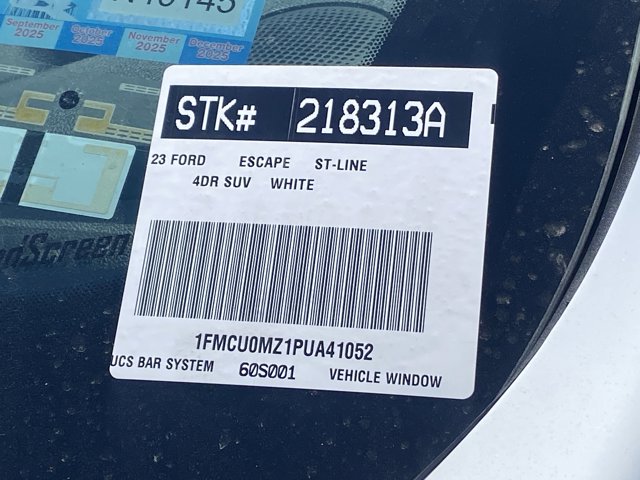 September
2025
October
2025
November
2025
December
2025
STK# 218313A
23 FORD ESCAPE ST-LINE
4DR SUV WHITE
1FMCU0MZ1PUA41052
UCS BAR SYSTEM 60S001 VEHICLE WINDOW